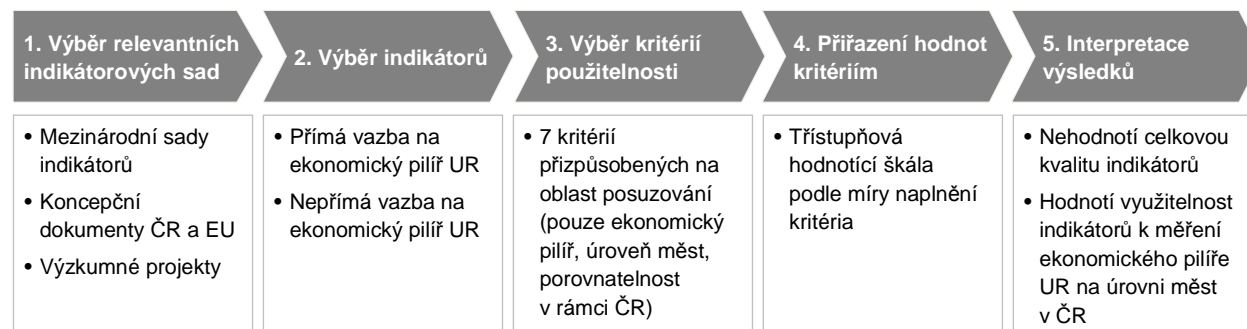 1. Výběr relevantních
indikátorových sad
2. Výběr indikátorů
3. Výběr kritérií
použitelnosti
4. Přiřazení hodnot
kritériím
5. Interpretace
výsledků
• Mezinárodní sady
indikátorů
• Koncepční
dokumenty ČR a EU
• Výzkumné projekty
• Přímá vazba na
ekonomický pilíř UR
• Nepřímá vazba na
ekonomický pilíř UR
• 7 kritérií
přizpůsobených na
oblast posuzování
(pouze ekonomický
pilíř, úroveň měst,
porovnatelnost
v rámci ČR)
• Třístupňová
hodnotící škála
podle míry naplnění
kritéria
• Nehodnotí celkovou
kvalitu indikátorů
• Hodnotí využitelnost
indikátorů k měření
ekonomického pilíře
UR na úrovni měst
v ČR